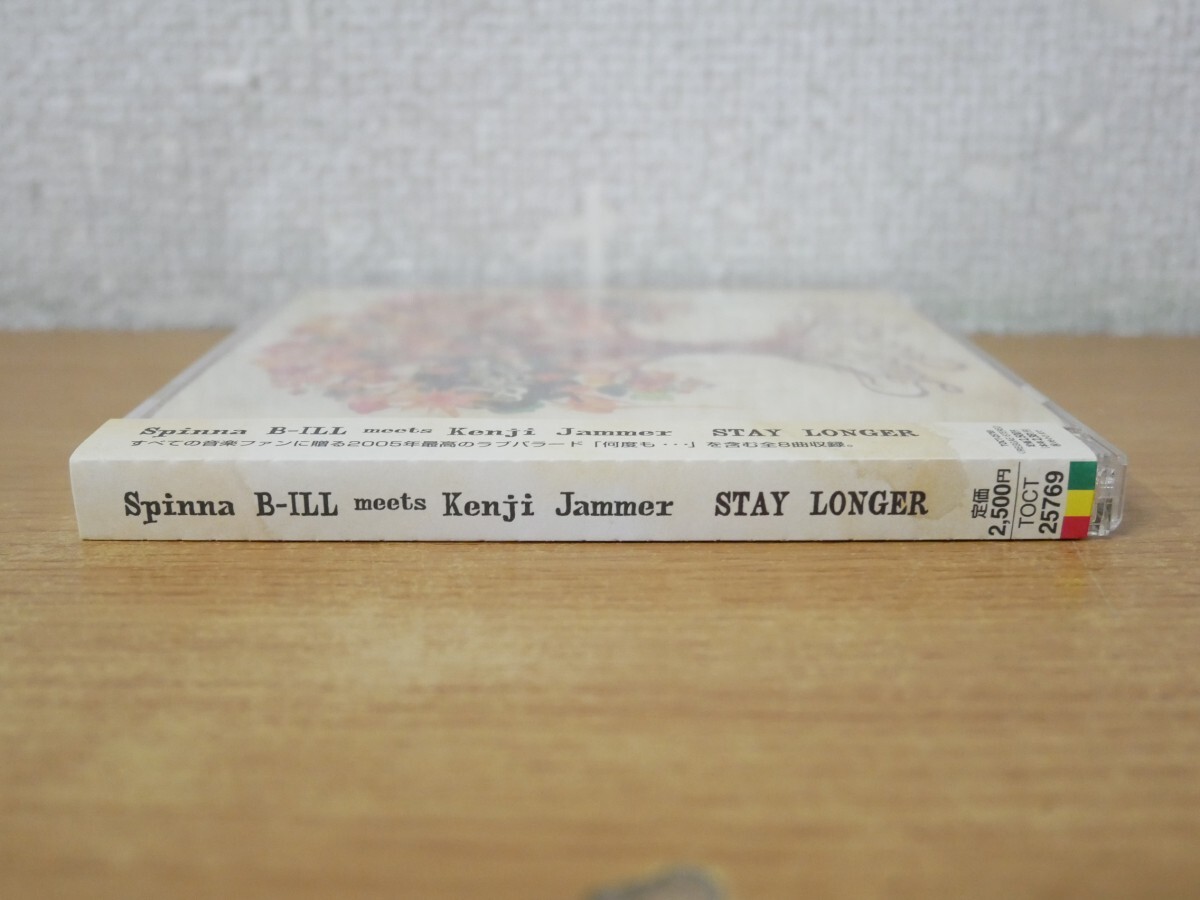 Spinna B-ILL meets Kenji Jammer STAY LONGER
すべての音楽ファンに贈る2005年最高のラブバラード「何度も・・・」を含む全8曲収録。
Spinna B-ILL meets Kenji Jammer STAY LONGER
定価
2,500円
TOCT
25769